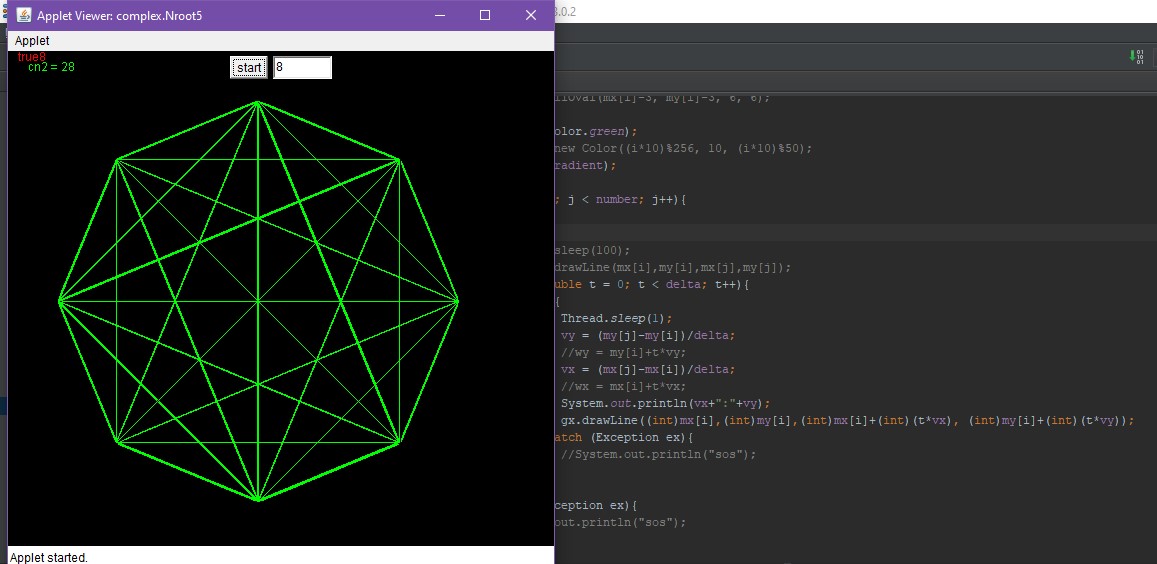 Applet Viewer: complex.Nroot5
3.0.2
Applet
true8
cn2 = 28
start
8
lloval(mx[i]-3, my[i]-3, 6, 6);
olor.green);
new Color((i*10)%256, 10, (i*10)%50);
radient);
; j < number; j++){
sleep(100);
drawLine(mx[i],my[i],mx[j],my[j]);
uble t = 0; t < delta; t++){
{
Thread.sleep(1);
vy = (my[j]-my[i])/delta;
//wy = my[i]+t*vy;
vx = (mx[j]-mx[i])/delta;
//wx = mx[i]+t*vx;
System.out.println(vx+":"+vy);
gx.drawLine((int)mx[i],(int)my[i],(int)mx[i]+(int)(t*vx), (int)my[i]+(int)(t*vy));
atch (Exception ex){
//System.out.println("sos");
ception ex){
out.println("sos");
Applet started.